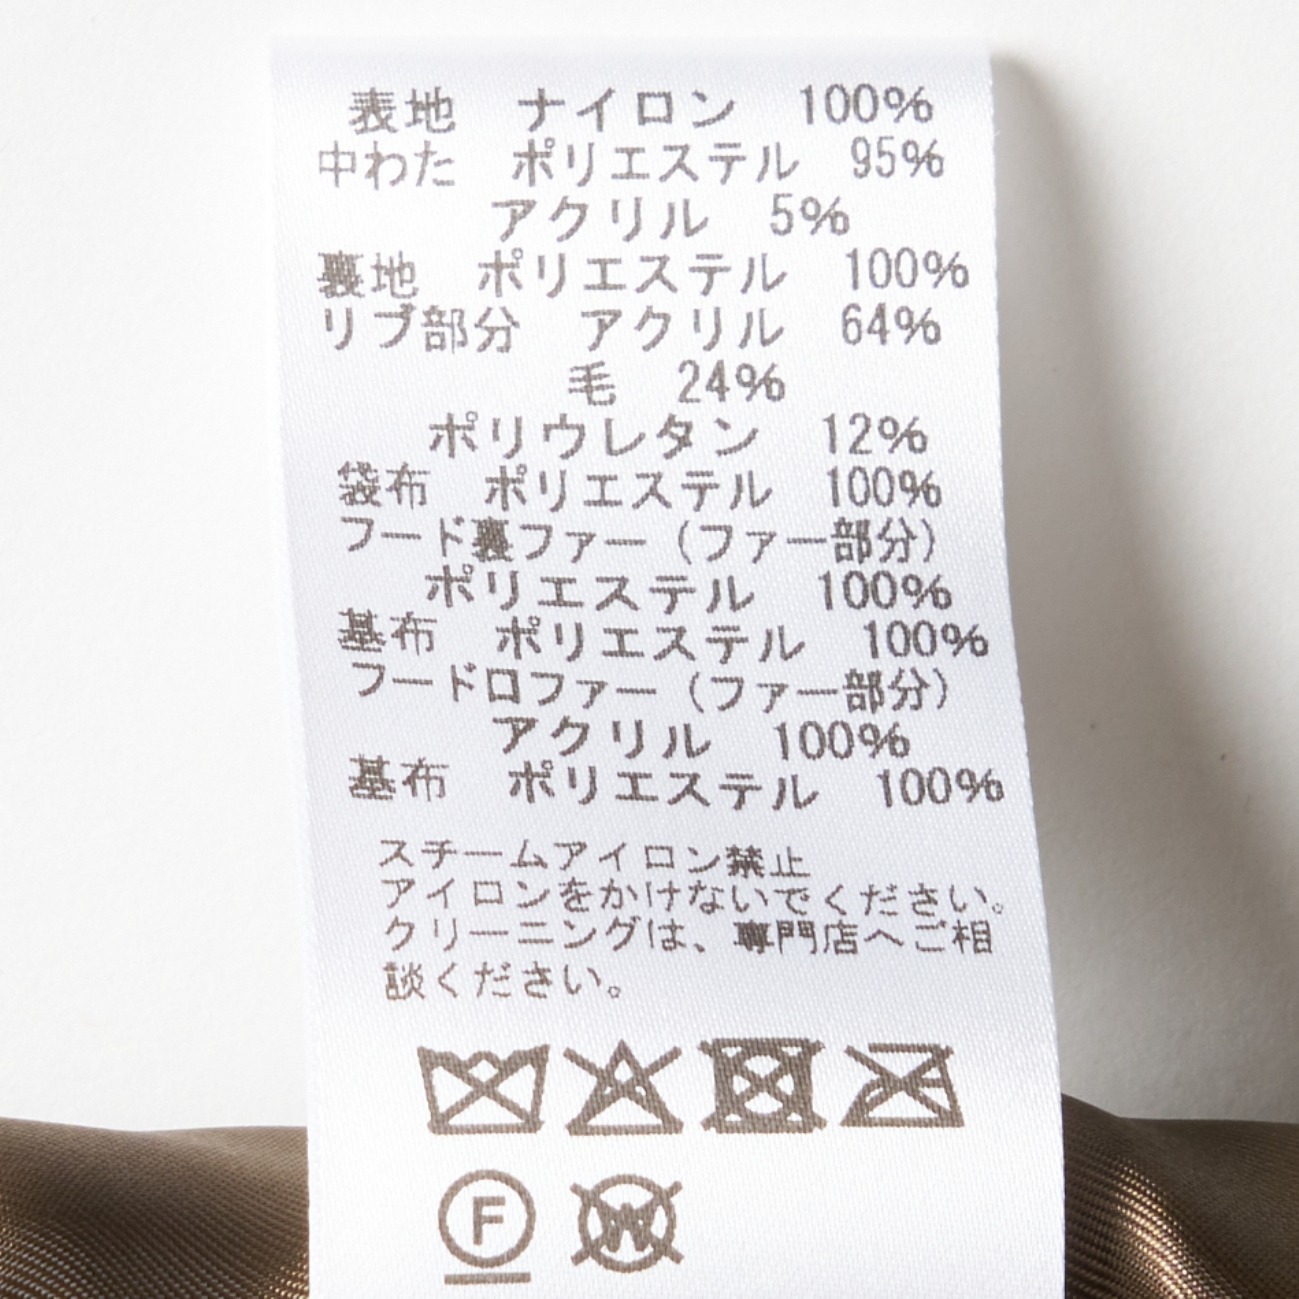 表地 ナイロン 100%
中わた ポリエステル 95%
アクリル 5%
裏地 ポリエステル 100%
リブ部分 アクリル 64%
毛 24%
ポリウレタン 12%
袋布 ポリエステル 100%
フード裏ファー(ファー部分)
ポリエステル 100%
基布 ポリエステル 100%
フード口ファー(ファー部分)
アクリル 100%
基布 ポリエステル 100%
スチームアイロン禁止
アイロンをかけないでください。
クリーニングは、専門店へご相
談ください。
F W